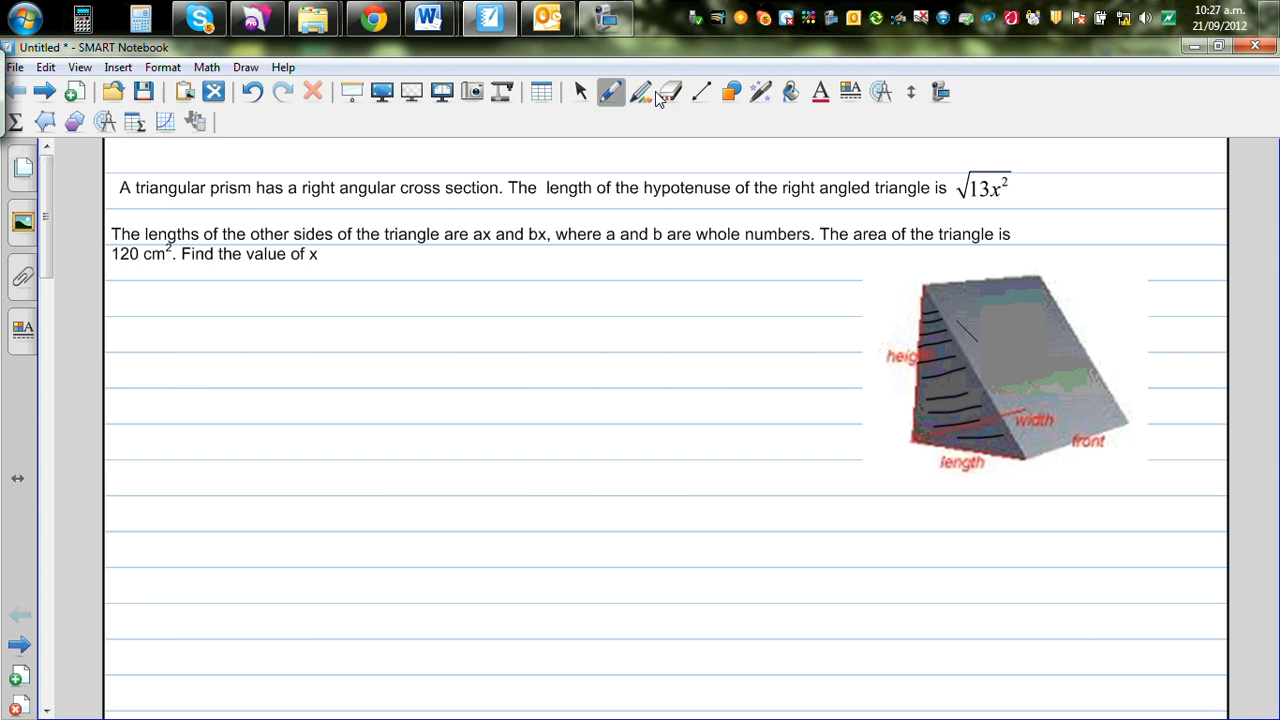 10:27 a.m.
21/09/2012
Untitled * - SMART Notebook
File Edit View Insert Format Math Draw Help
A triangular prism has a right angular cross section. The length of the hypotenuse of the right angled triangle is √13x²
The lengths of the other sides of the triangle are ax and bx, where a and b are whole numbers. The area of the triangle is
120 cm². Find the value of x
height
width
front
length